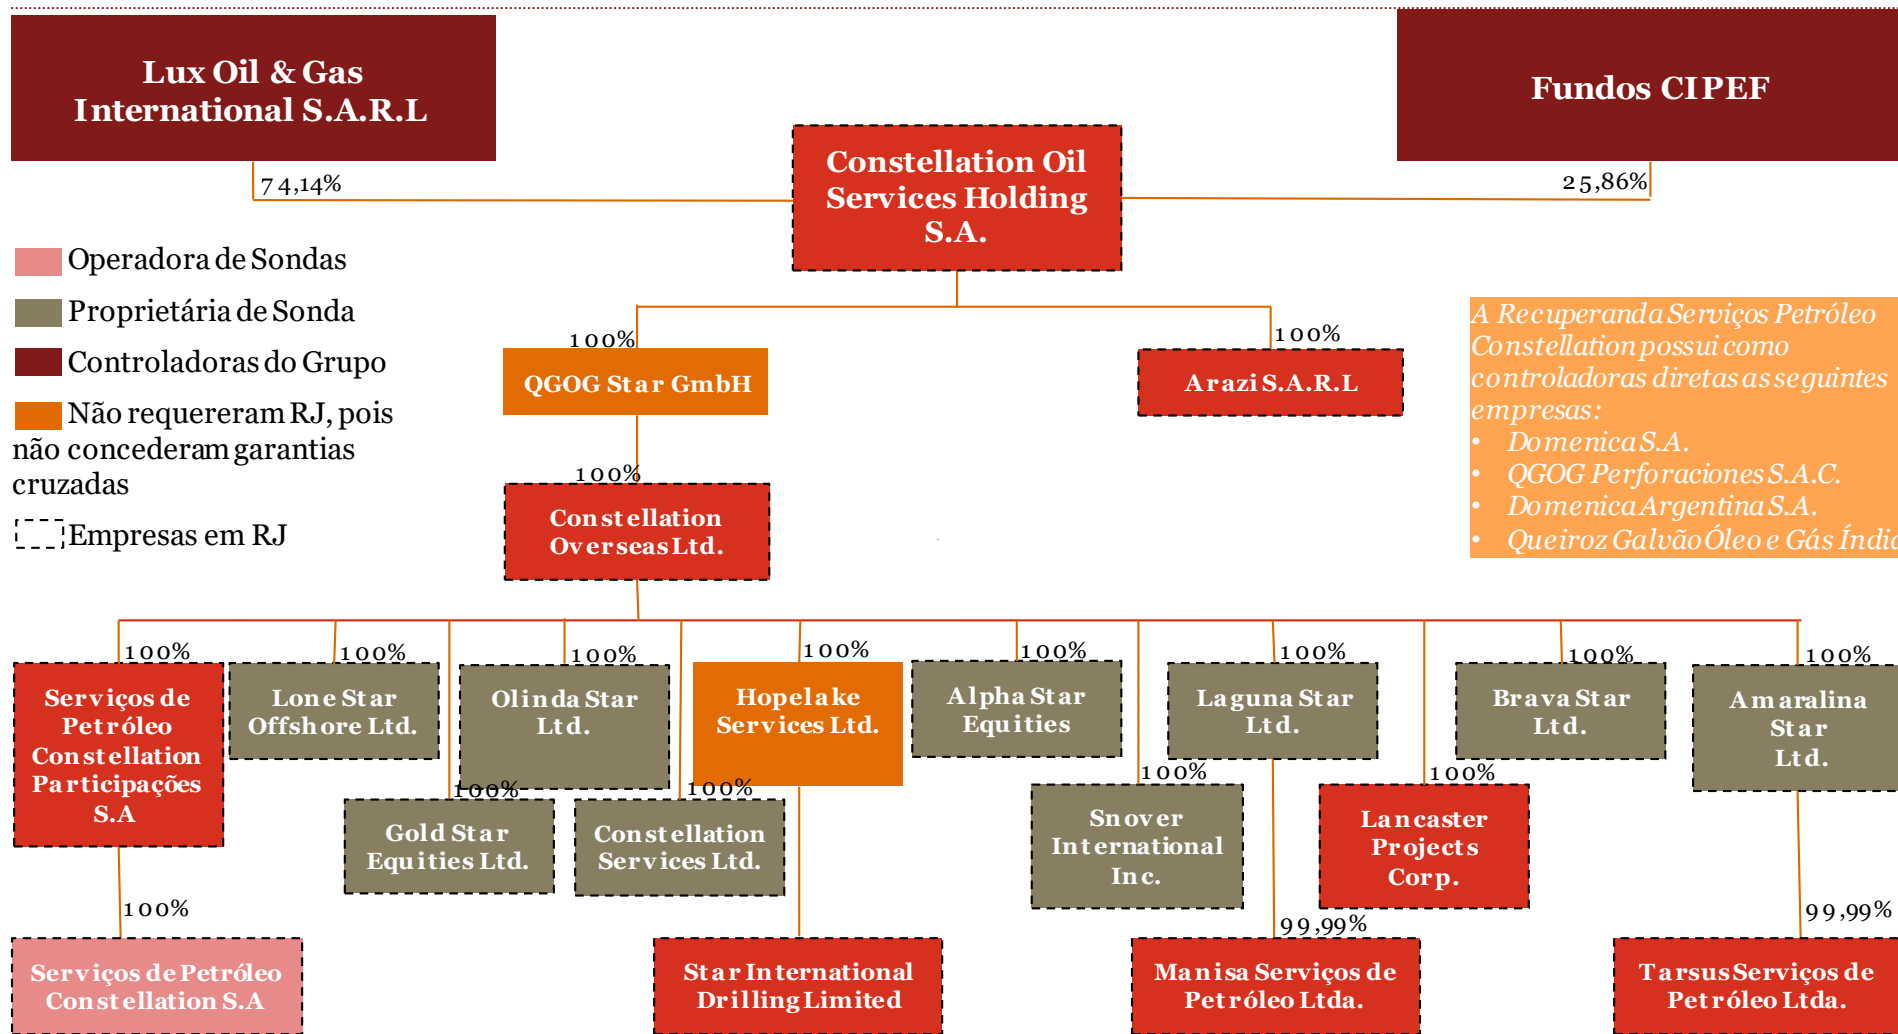 Lux Oil & Gas
International S.A.R.L
Fundos CIPEF
Constellation Oil
Services Holding
S.A.
74,14%
25,86%
Operadora de Sondas
Proprietária de Sonda
Controladoras do Grupo
Não requereram RJ, pois
não concederam garantias
cruzadas
Empresas em RJ
100%
QGOG Star GmbH
100%
Arazi S.A.R.L
A Recuperanda Serviços Petróleo
Constellation possui como
controladoras diretas as seguintes
empresas:
• Domenica S.A.
• QGOG Perforaciones S.A.C.
• Domenica Argentina S.A.
• Queiroz Galvão Óleo e Gás Índia
100%
Constellation
Overseas Ltd.
100%
Serviços de
Petróleo
Constellation
Participações
S.A
100%
Lone Star
Offshore Ltd.
100%
Olinda Star
Ltd.
100%
Hopelake
Services Ltd.
100%
Alpha Star
Equities
100%
Laguna Star
Ltd.
100%
Brava Star
Ltd.
100%
Amaralina
Star
Ltd.
100%
Gold Star
Equities Ltd.
100%
Constellation
Services Ltd.
100%
Snover
International
Inc.
100%
Lancaster
Projects
Corp.
100%
Serviços de Petróleo
Constellation S.A
Star International
Drilling Limited
99,99%
Manisa Serviços de
Petróleo Ltda.
99,99%
Tarsus Serviços de
Petróleo Ltda.